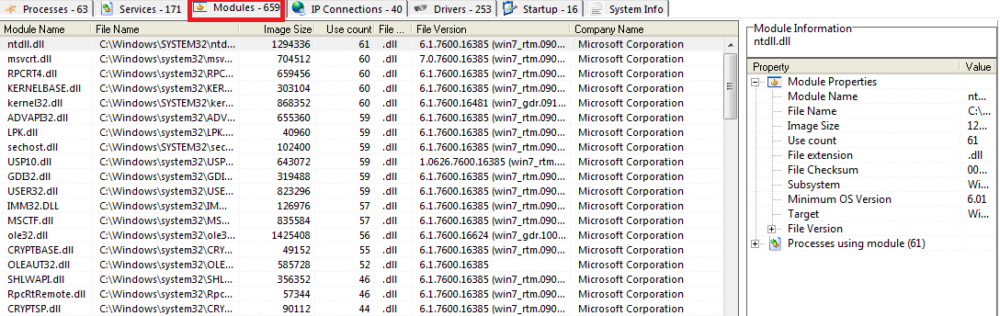 Processes - 63 Services - 171 Modules - 659 IP Connections - 40 Drivers - 253 Startup - 16 System Info
Module Name File Name Image Size Use count File ... File Version Company Name
ntdll.dll C:\Windows\SYSTEM32\ntd... 1294336 61 .dll 6.1.7600.16385 (win7_rtm.090... Microsoft Corporation
msvcrt.dll C:\Windows\system32\msv... 704512 60 .dll 7.0.7600.16385 (win7_rtm.090... Microsoft Corporation
RPCRT4.dll C:\Windows\system32\RPC... 659456 60 .dll 6.1.7600.16385 (win7_rtm.090... Microsoft Corporation
KERNELBASE.dll C:\Windows\system32\KER... 303104 60 .dll 6.1.7600.16385 (win7_rtm.090... Microsoft Corporation
kernel32.dll C:\Windows\SYSTEM32\ker... 868352 60 .dll 6.1.7600.16481 (win7_gdr.091... Microsoft Corporation
ADVAPI32.dll C:\Windows\system32\ADV... 655360 59 .dll 6.1.7600.16385 (win7_rtm.090... Microsoft Corporation
LPK.dll C:\Windows\system32\LPK.... 40960 59 .dll 6.1.7600.16385 (win7_rtm.090... Microsoft Corporation
sechost.dll C:\Windows\SYSTEM32\sec... 102400 59 .dll 6.1.7600.16385 (win7_rtm.090... Microsoft Corporation
USP10.dll C:\Windows\system32\USP... 643072 59 .dll 1.0626.7600.16385 (win7_rtm... Microsoft Corporation
GDI32.dll C:\Windows\system32\GDI... 319488 59 .dll 6.1.7600.16385 (win7_rtm.090... Microsoft Corporation
USER32.dll C:\Windows\system32\USE... 823296 59 .dll 6.1.7600.16385 (win7_rtm.090... Microsoft Corporation
IMM32.DLL C:\Windows\system32\IM... 126976 57 .dll 6.1.7600.16385 (win7_rtm.090... Microsoft Corporation
MSCTF.dll C:\Windows\system32\MS... 835584 57 .dll 6.1.7600.16385 (win7_rtm.090... Microsoft Corporation
ole32.dll C:\Windows\system32\ole3... 1425408 56 .dll 6.1.7600.16624 (win7_gdr.100... Microsoft Corporation
CRYPTBASE.dll C:\Windows\system32\CRY... 49152 55 .dll 6.1.7600.16385 (win7_rtm.090... Microsoft Corporation
OLEAUT32.dll C:\Windows\system32\OLE... 585728 52 .dll 6.1.7600.16385 Microsoft Corporation
SHLWAPI.dll C:\Windows\system32\SHL... 356352 46 .dll 6.1.7600.16385 (win7_rtm.090... Microsoft Corporation
RpcRtRemote.dll C:\Windows\system32\Rpc... 57344 46 .dll 6.1.7600.16385 (win7_rtm.090... Microsoft Corporation
CRYPTSP.dll C:\Windows\system32\CRY... 90112 44 .dll 6.1.7600.16385 (win7_rtm.090... Microsoft Corporation
Module Information
ntdll.dll
Property Value
Module Properties
Module Name nt...
File Name C:\...
Image Size 12...
Use count 61
File extension .dll
File Checksum 00...
Subsystem Wi...
Minimum OS Version 6.01
Target Wi...
File Version
Processes using module (61)